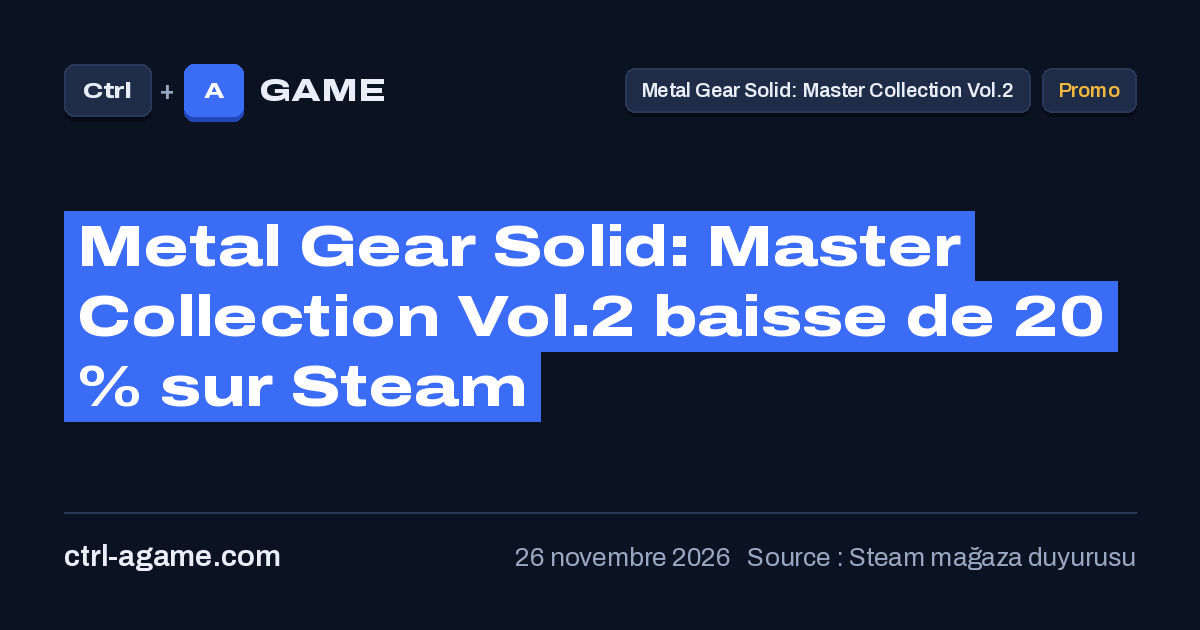 Ctrl + A GAME
Metal Gear Solid: Master Collection Vol.2
Promo
Metal Gear Solid: Master
Collection Vol.2 baisse de 20
% sur Steam
ctrl-agame.com
26 novembre 2026 Source : Steam mağaza duyurusu